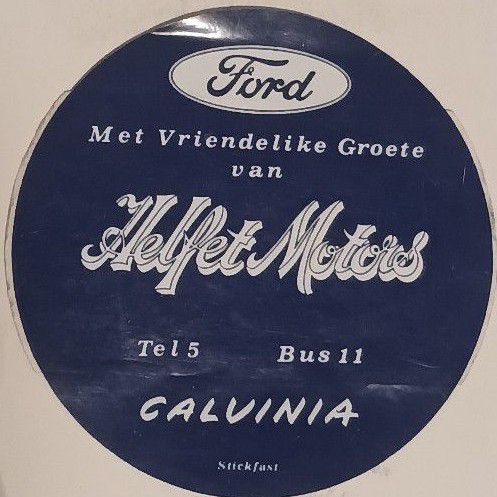 Ford
Met Vriendelike Groete
van
Helfet Motors
Tel 5 Bus 11
CALVINIA
Stickfast